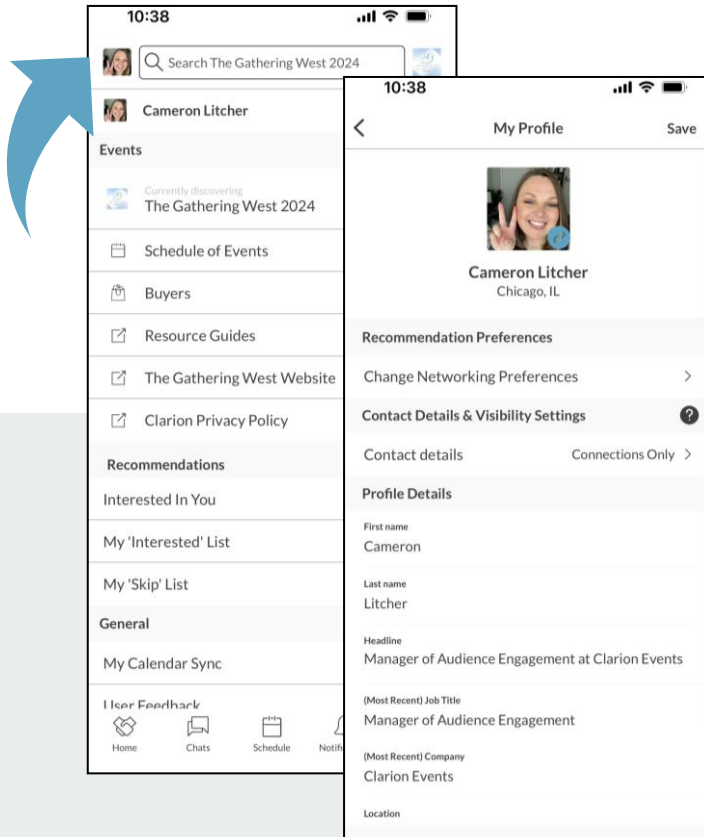 10:38
Search The Gathering West 2024
Cameron Litcher
Events
Currently discovering
The Gathering West 2024
Schedule of Events
Buyers
Resource Guides
The Gathering West Website
Clarion Privacy Policy
Recommendations
Interested In You
My 'Interested' List
My 'Skip' List
General
My Calendar Sync
User Feedback
Home Chats Schedule
10:38
My Profile Save
Cameron Litcher
Chicago, IL
Recommendation Preferences
Change Networking Preferences
Contact Details & Visibility Settings
Contact details Connections Only
Profile Details
First name
Cameron
Last name
Litcher
Headline
Manager of Audience Engagement at Clarion Events
(Most Recent) Job Title
Manager of Audience Engagement
(Most Recent) Company
Clarion Events
Location